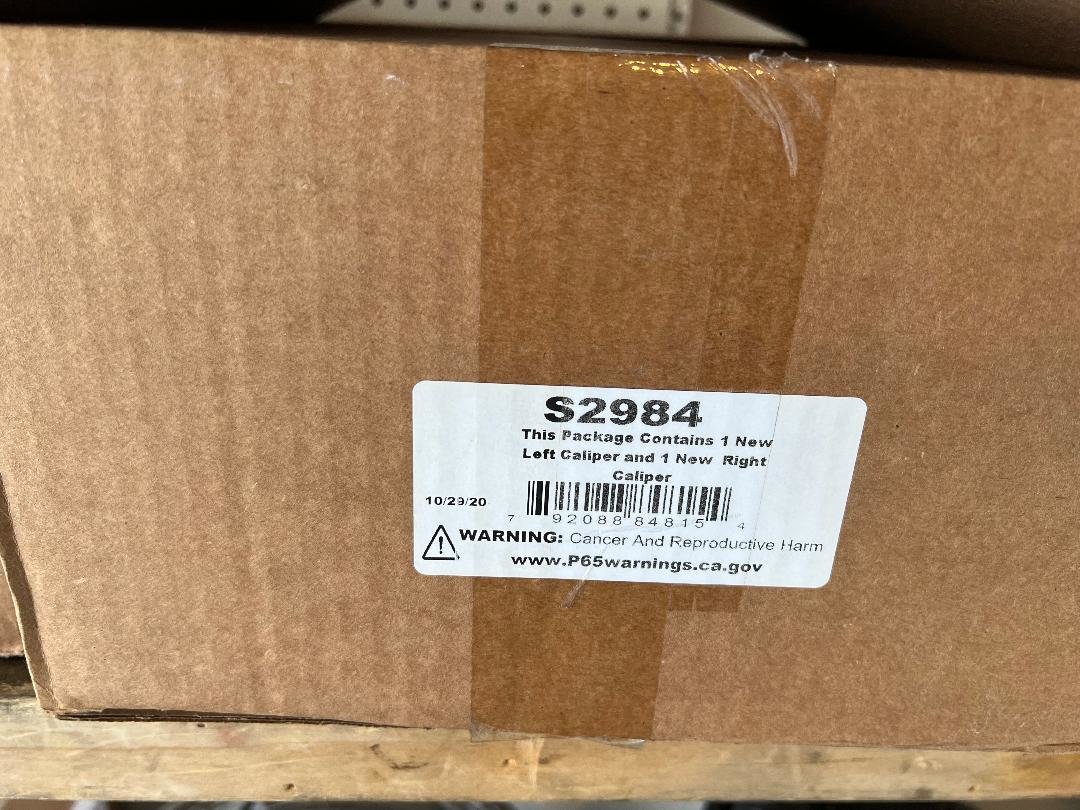 S2984
This Package Contains 1 New
Left Caliper and 1 New Right
Caliper
10/29/20
7 92088 84815 4
WARNING: Cancer And Reproductive Harm
www.P65warnings.ca.gov